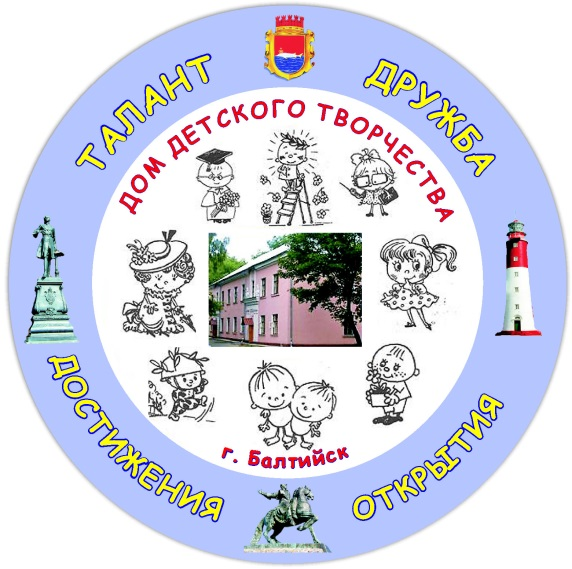 ТАЛАНТ
ДРУЖБА
ДОМ ДЕТСКОГО ТВОРЧЕСТВА
г. Балтийск
ДОСТИЖЕНИЯ
ОТКРЫТИЯ